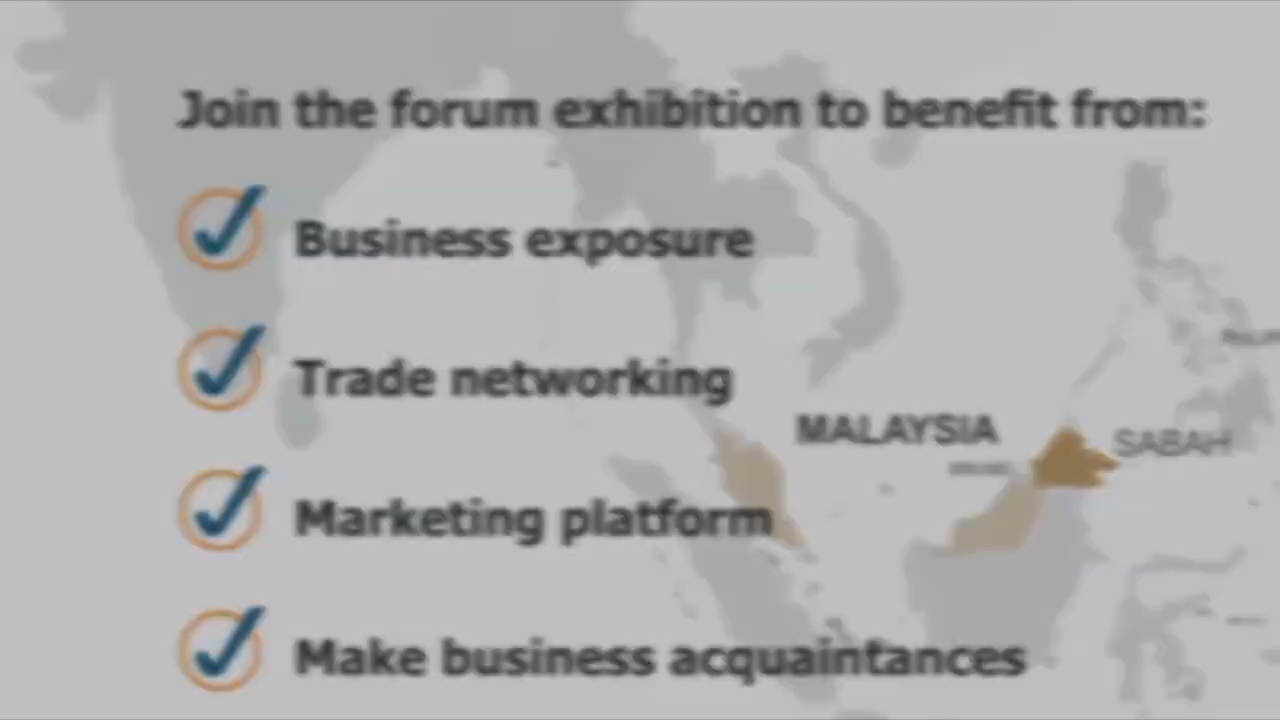 Join the forum exhibition to benefit from:
Business exposure
Trade networking
MALAYSIA
SABAH
Marketing platform
Make business acquaintances